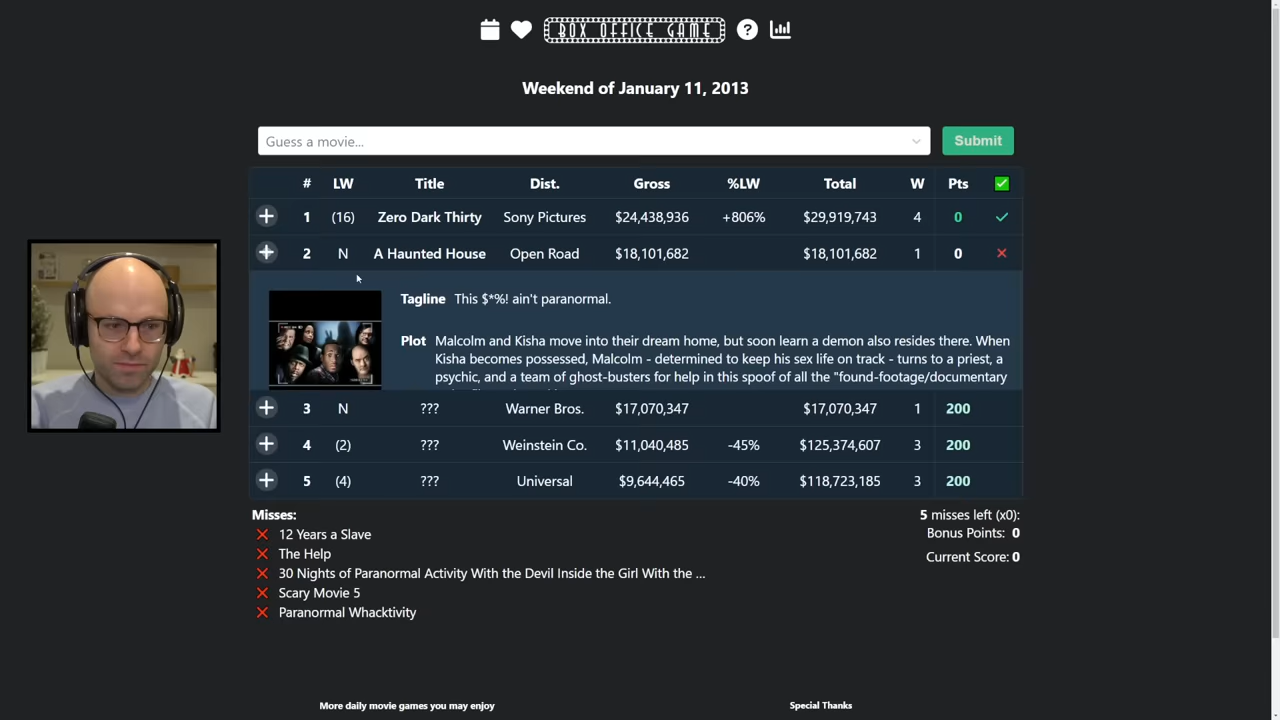 BOX OFFICE GAME
Weekend of January 11, 2013
Guess a movie...
Submit
# LW Title Dist. Gross %LW Total W Pts
1 (16) Zero Dark Thirty Sony Pictures $24,438,936 +806% $29,919,743 4 0
2 N A Haunted House Open Road $18,101,682 $18,101,682 1 0
Tagline This $*%! ain't paranormal.
Plot Malcolm and Kisha move into their dream home, but soon learn a demon also resides there. When
Kisha becomes possessed, Malcolm - determined to keep his sex life on track - turns to a priest, a
psychic, and a team of ghost-busters for help in this spoof of all the "found-footage/documentary
3 N ??? Warner Bros. $17,070,347 $17,070,347 1 200
4 (2) ??? Weinstein Co. $11,040,485 -45% $125,374,607 3 200
5 (4) ??? Universal $9,644,465 -40% $118,723,185 3 200
Misses:
12 Years a Slave
The Help
30 Nights of Paranormal Activity With the Devil Inside the Girl With the ...
Scary Movie 5
Paranormal Whacktivity
5 misses left (x0):
Bonus Points: 0
Current Score: 0
More daily movie games you may enjoy
Special Thanks